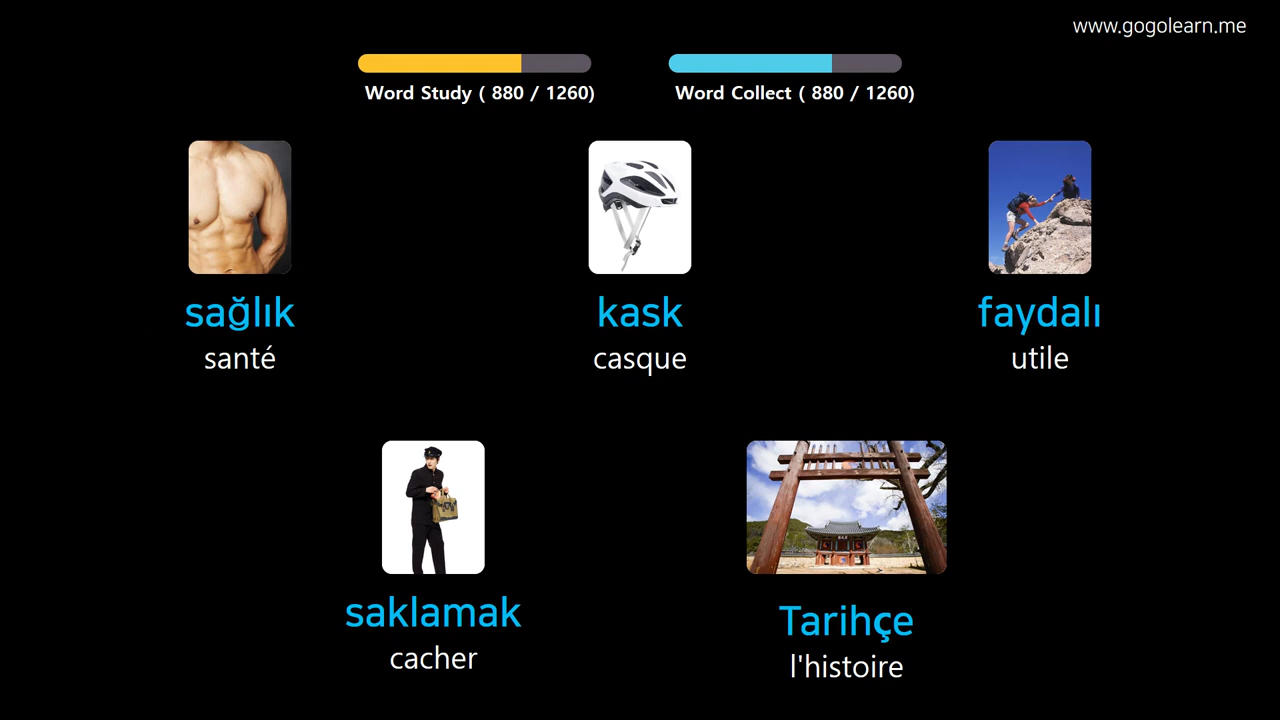 www.gogolearn.me
Word Study ( 880 / 1260)
Word Collect ( 880 / 1260)
sağlık
santé
kask
casque
faydalı
utile
saklamak
cacher
Tarihçe
l'histoire